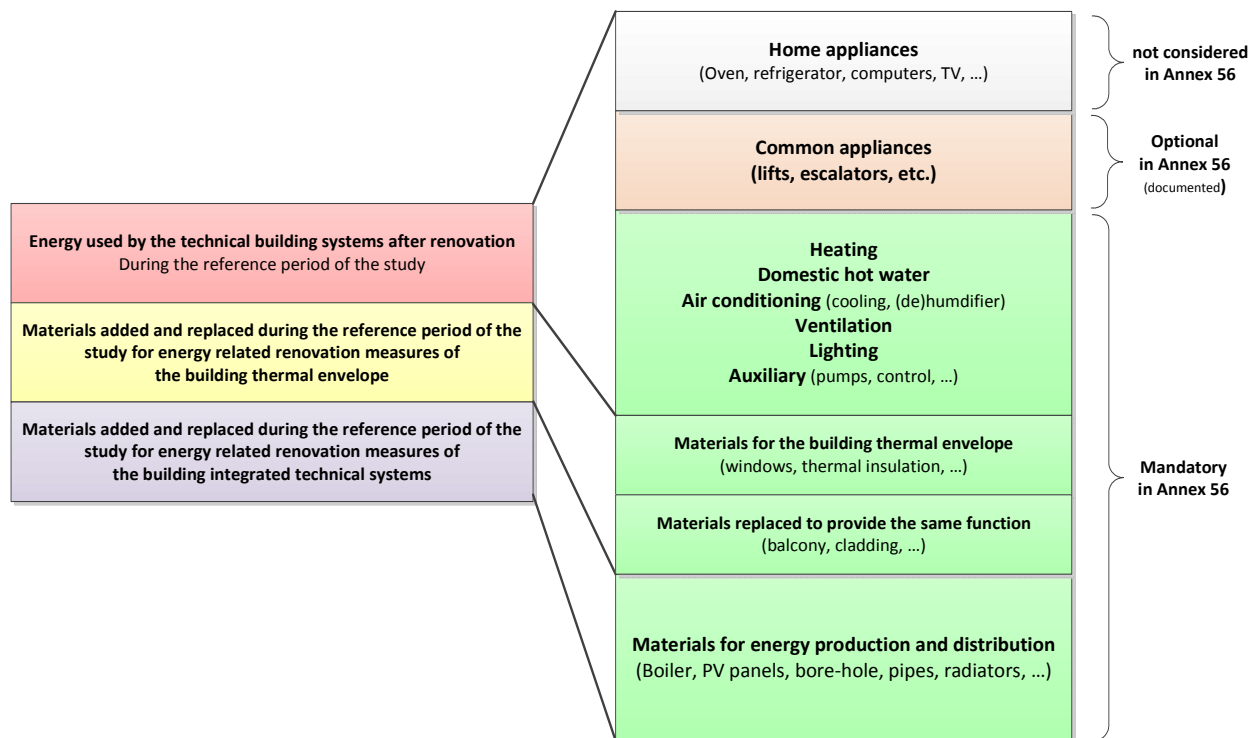 Home appliances
(Oven, refrigerator, computers, TV, ...)
not considered
in Annex 56
Common appliances
(lifts, escalators, etc.)
Optional
in Annex 56
(documented)
Energy used by the technical building systems after renovation
During the reference period of the study
Materials added and replaced during the reference period of the
study for energy related renovation measures of
the building thermal envelope
Materials added and replaced during the reference period of the
study for energy related renovation measures of
the building integrated technical systems
Heating
Domestic hot water
Air conditioning (cooling, (de)humdifier)
Ventilation
Lighting
Auxiliary (pumps, control, ...)
Materials for the building thermal envelope
(windows, thermal insulation, ...)
Materials replaced to provide the same function
(balcony, cladding, ...)
Materials for energy production and distribution
(Boiler, PV panels, bore-hole, pipes, radiators, ...)
Mandatory
in Annex 56